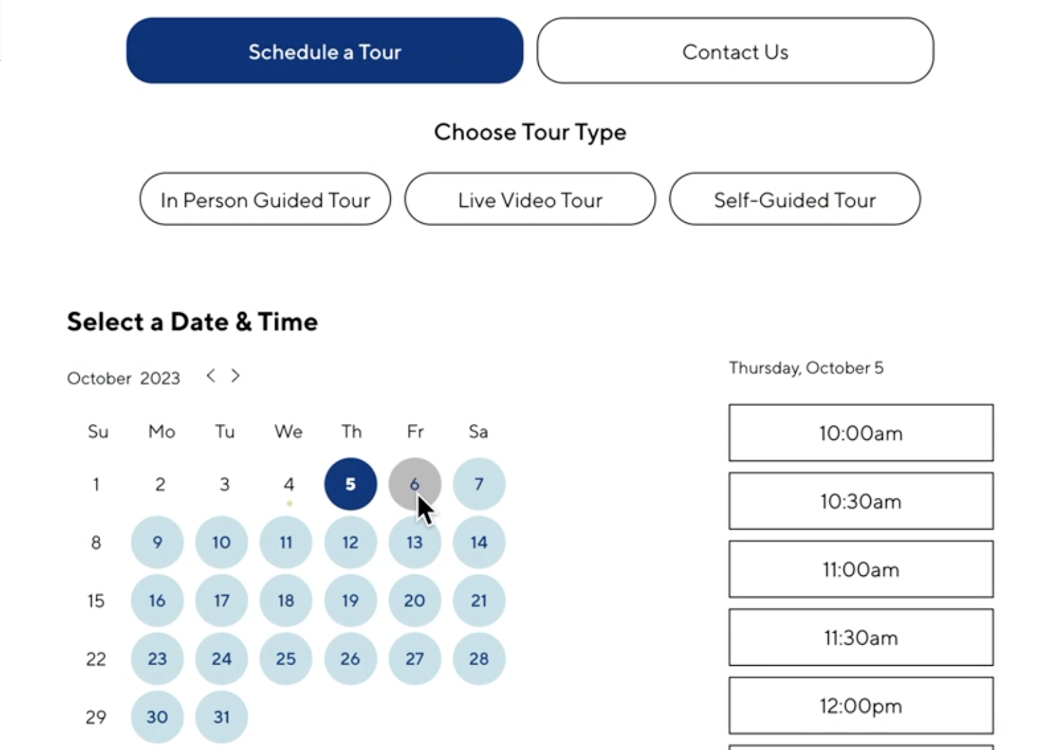 Schedule a Tour Contact Us
Choose Tour Type
In Person Guided Tour Live Video Tour Self-Guided Tour
Select a Date & Time
October 2023 < >
Su Mo Tu We Th Fr Sa
1 2 3 4 5 6 7
8 9 10 11 12 13 14
15 16 17 18 19 20 21
22 23 24 25 26 27 28
29 30 31
Thursday, October 5
10:00am
10:30am
11:00am
11:30am
12:00pm